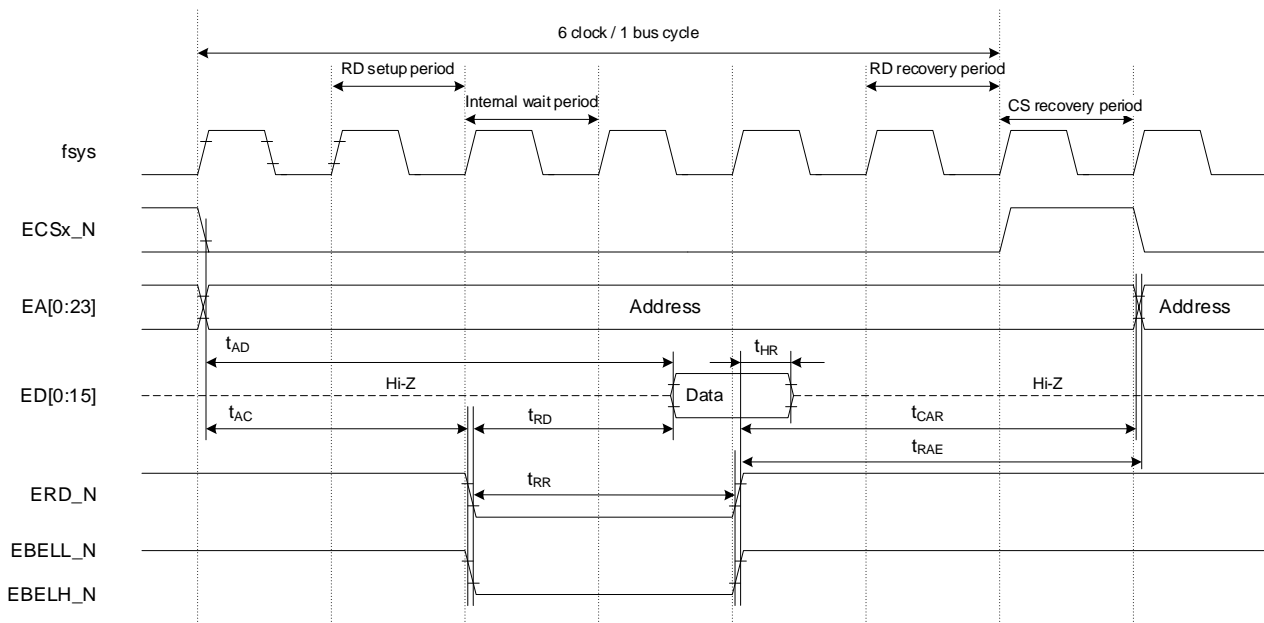 6 clock / 1 bus cycle
RD setup period
RD recovery period
Internal wait period
CS recovery period
fsys
ECSx_N
EA[0:23]
Address
Address
tAD
tHR
ED[0:15]
Hi-Z
Data
Hi-Z
tAC
tRD
tCAR
tRAE
ERD_N
tRR
EBELL_N
EBELH_N